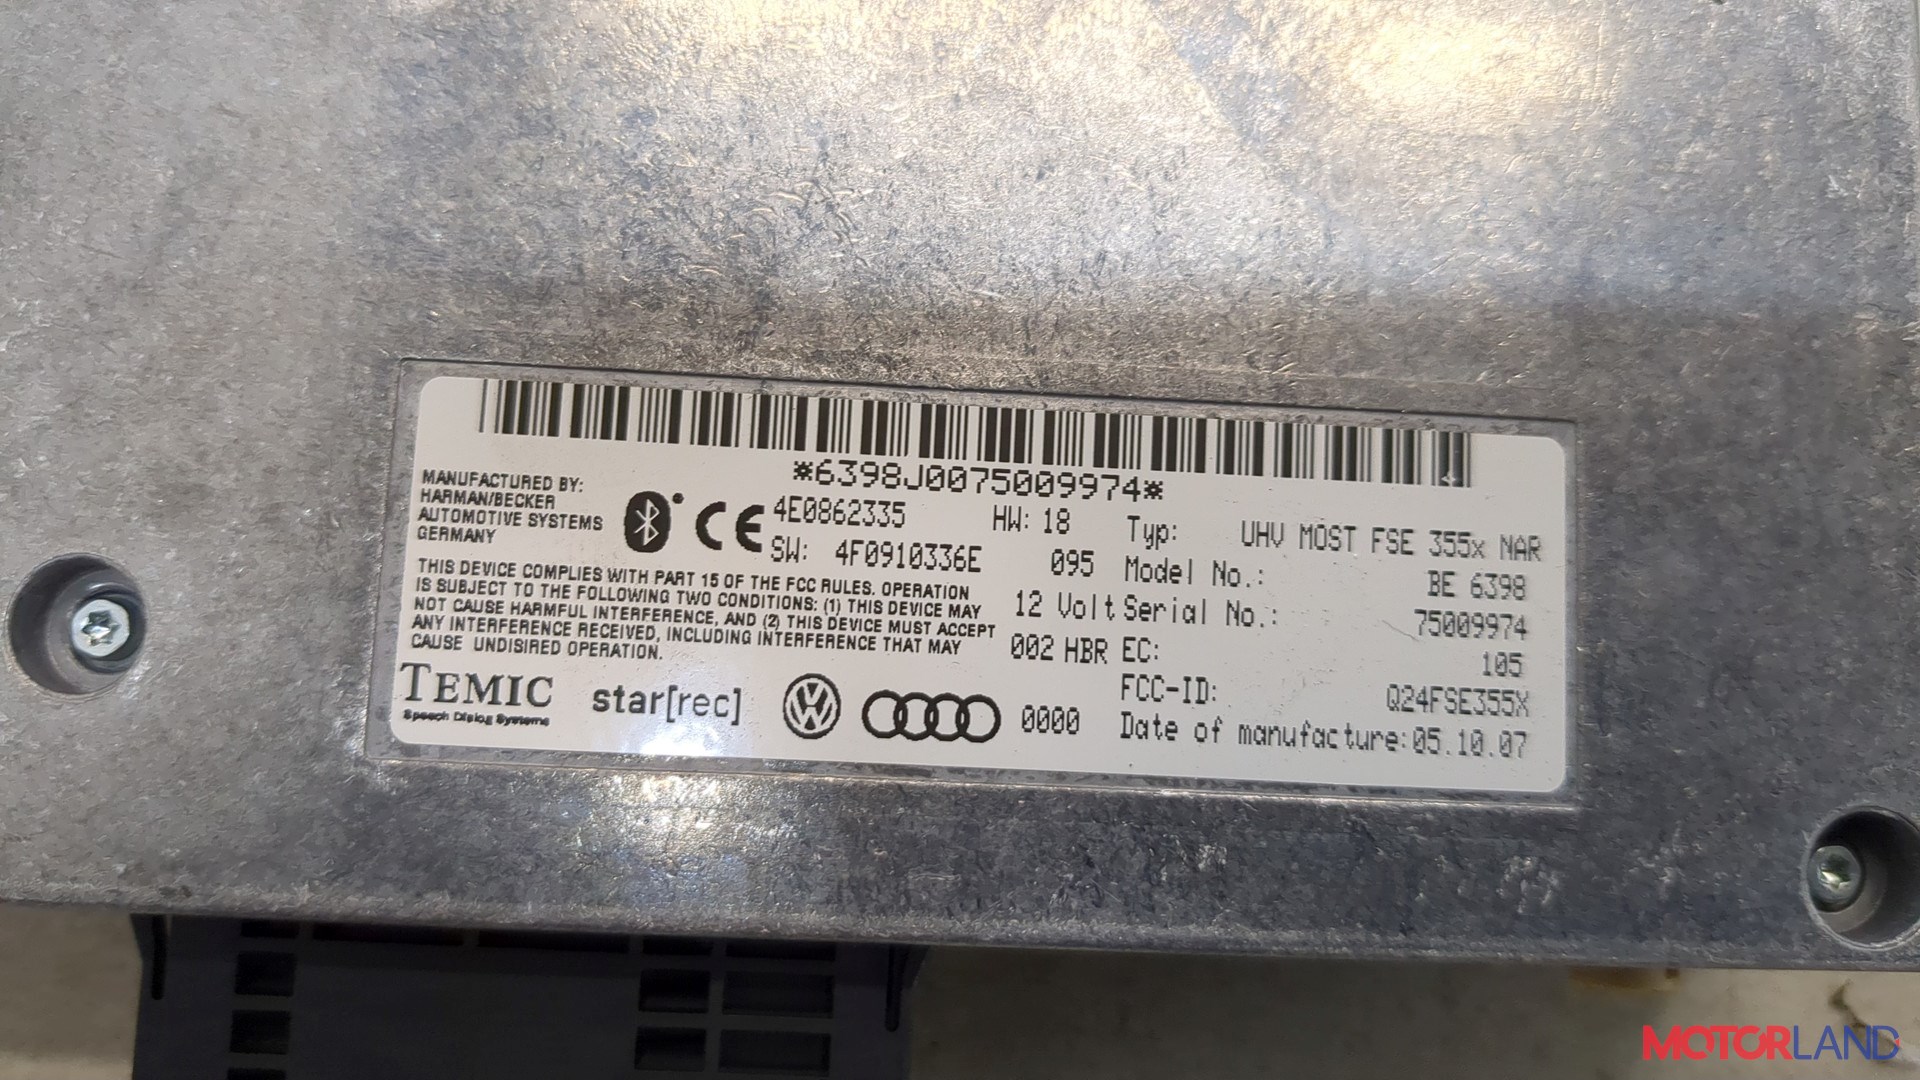 *6398J0075009974*
MANUFACTURED BY:
HARMAN/BECKER
AUTOMOTIVE SYSTEMS
GERMANY
CE
4E0862335 HW: 18
SW: 4F0910336E 095
12 Volt
002 HBR
THIS DEVICE COMPLIES WITH PART 15 OF THE FCC RULES. OPERATION
IS SUBJECT TO THE FOLLOWING TWO CONDITIONS: (1) THIS DEVICE MAY
NOT CAUSE HARMFUL INTERFERENCE, AND (2) THIS DEVICE MUST ACCEPT
ANY INTERFERENCE RECEIVED, INCLUDING INTERFERENCE THAT MAY
CAUSE UNDISIRED OPERATION.
TEMIC
Speech Dialog Systems
star[rec]
0000
Typ: UHV MOST FSE 355x NAR
Model No.: BE 6398
Serial No.: 75009974
EC: 105
FCC-ID: Q24FSE355X
Date of manufacture: 05.10.07
MOTORLAND